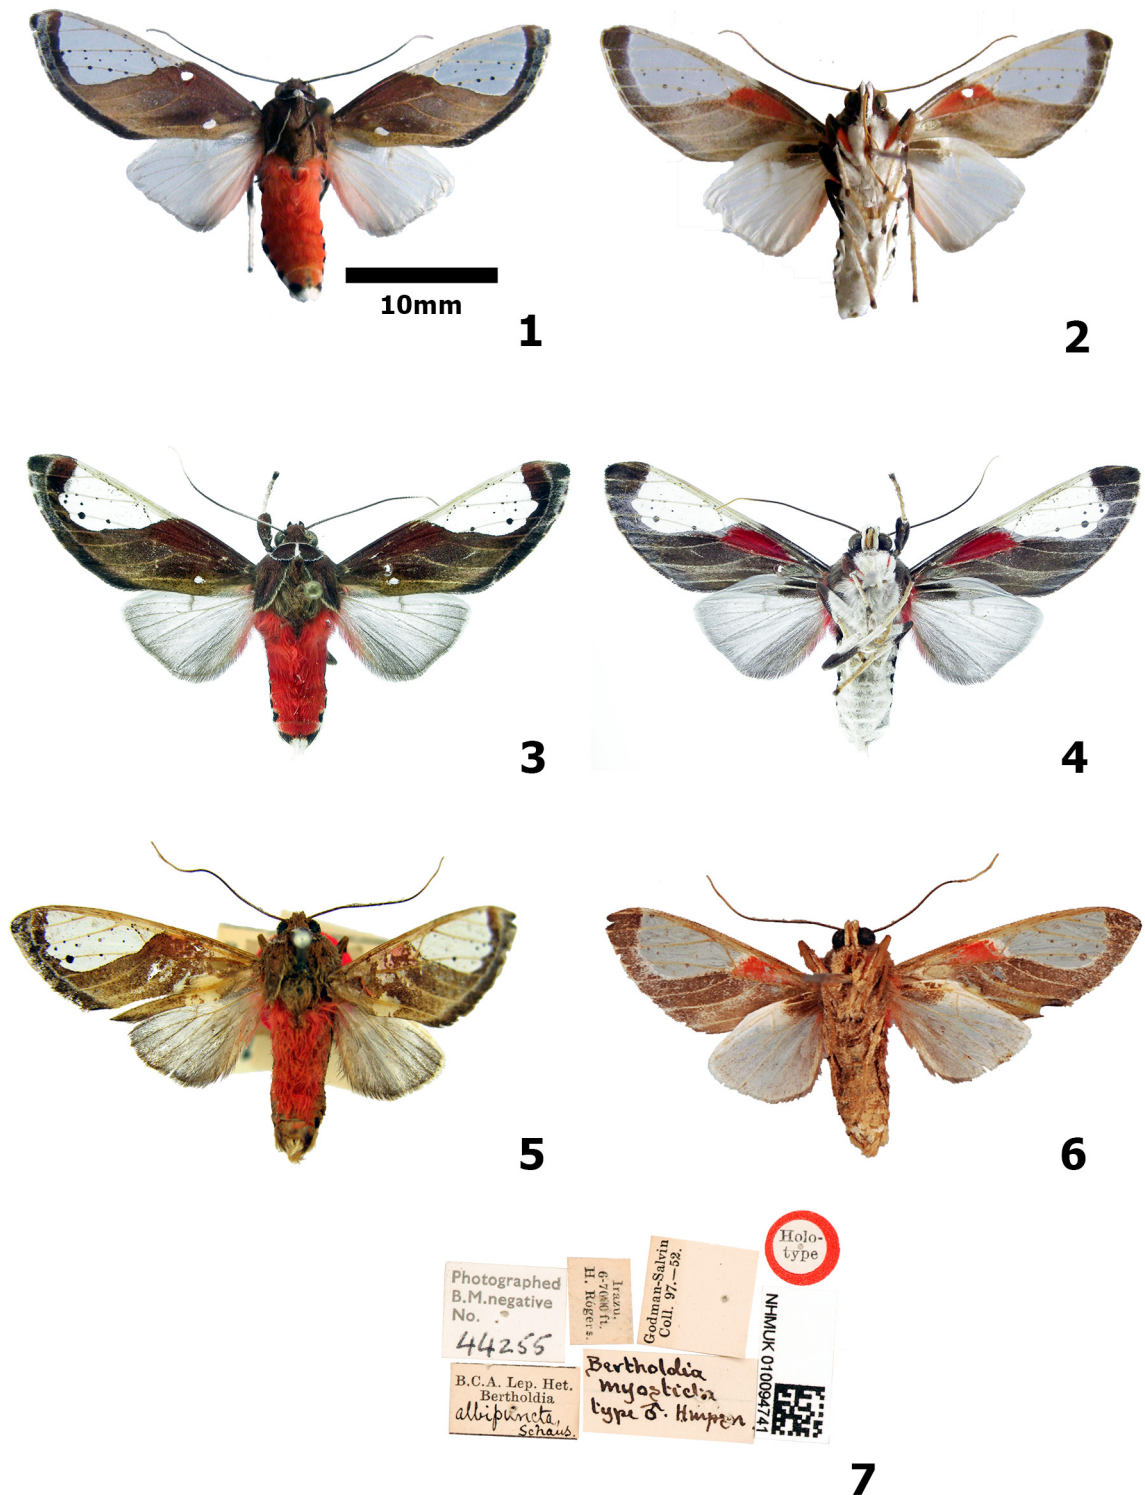 10mm
1
2
3
4
5
6
Holo-
type
Photographed
B.M.negative
No.
44255
Irazu,
6-7000 ft.
H. Rogers.
Godman-Salvin
Coll. 97.—52.
NHMUK 010094741
B.C.A. Lep. Het.
Bertholdia
albipuncta,
Schaus.
Bertholdia
myosticta
type ♂. Hmpsn.
7